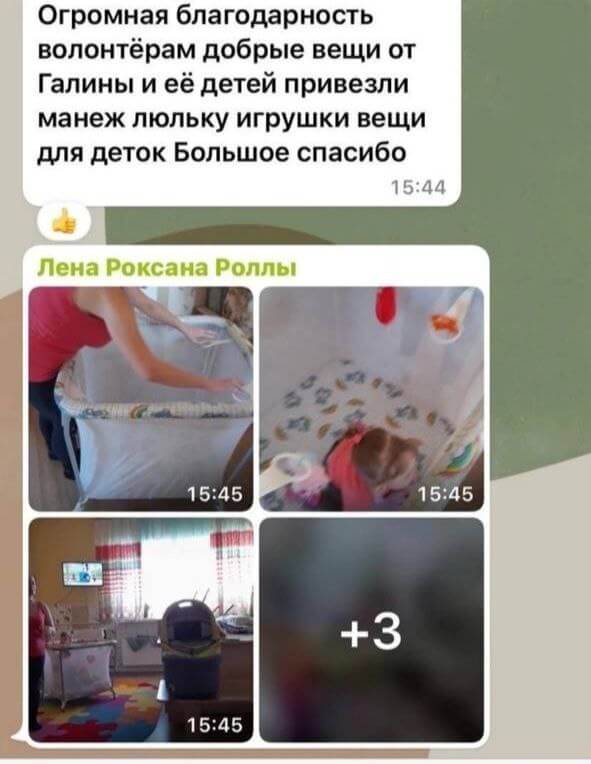 Огромная благодарность
волонтёрам добрые вещи от
Галины и её детей привезли
манеж люльку игрушки вещи
для деток Большое спасибо
15:44
Лена Роксана Роллы
15:45
15:45
15:45
+3